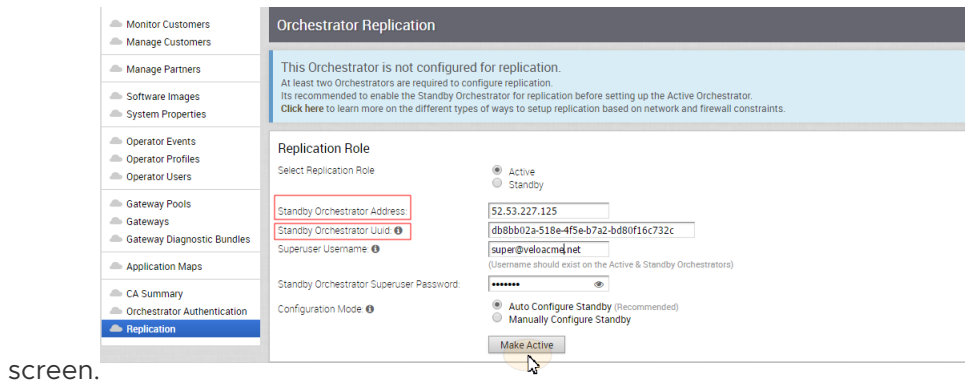 Monitor Customers
Manage Customers
Manage Partners
Software Images
System Properties
Operator Events
Operator Profiles
Operator Users
Gateway Pools
Gateways
Gateway Diagnostic Bundles
Application Maps
CA Summary
Orchestrator Authentication
Replication
Orchestrator Replication
This Orchestrator is not configured for replication.
At least two Orchestrators are required to configure replication.
Its recommended to enable the Standby Orchestrator for replication before setting up the Active Orchestrator.
Click here to learn more on the different types of ways to setup replication based on network and firewall constraints.
Replication Role
Select Replication Role
Active
Standby
Standby Orchestrator Address:
52.53.227.125
Standby Orchestrator Uuid:
db8bb02a-518e-4f5e-b7a2-bd80f16c732c
Superuser Username:
super@veloacme.net
(Username should exist on the Active & Standby Orchestrators)
Standby Orchestrator Superuser Password:
•••••••
Configuration Mode:
Auto Configure Standby (Recommended)
Manually Configure Standby
Make Active
screen.